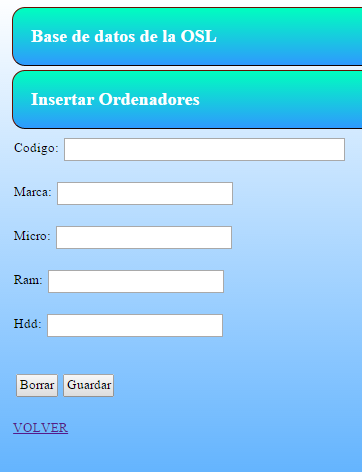 Base de datos de la OSL
Insertar Ordenadores
Codigo:
Marca:
Micro:
Ram:
Hdd:
Borrar Guardar
VOLVER